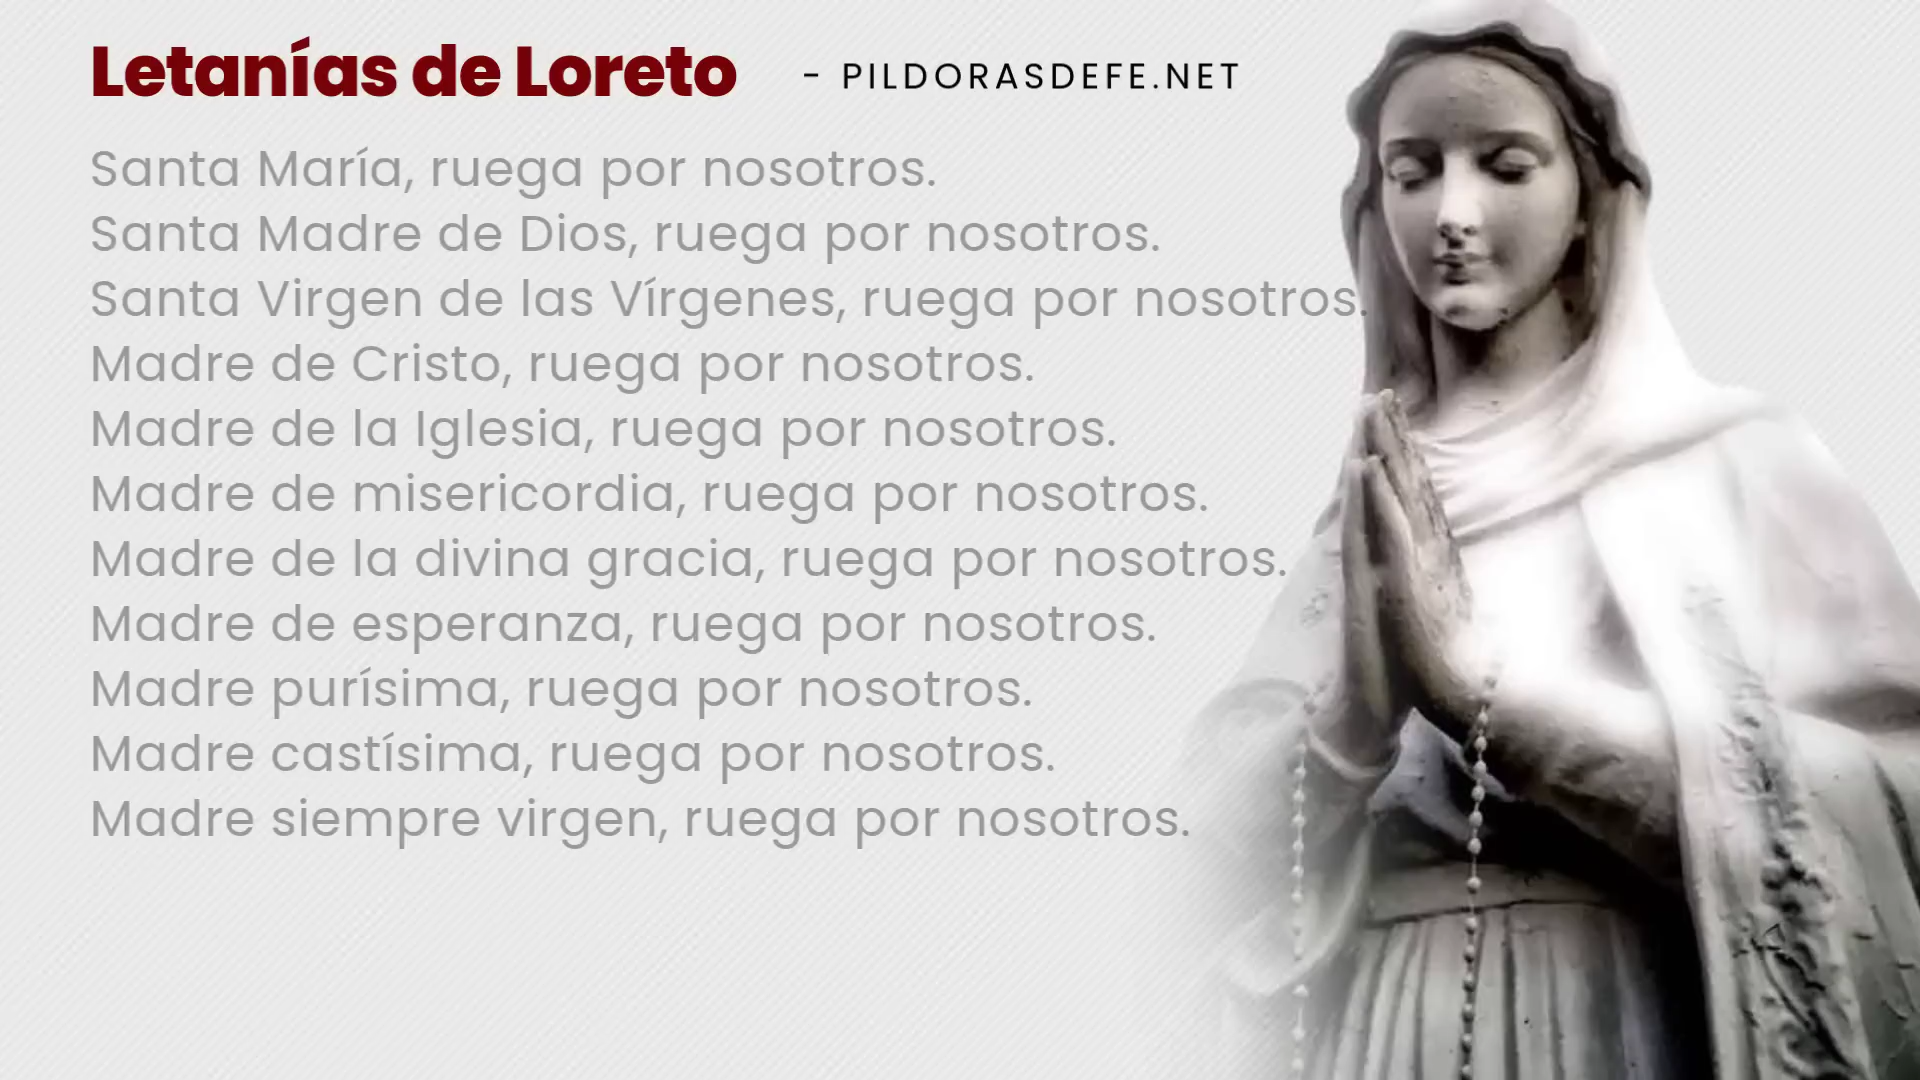 Letanías de Loreto - PILDORASDEFE.NET
Santa María, ruega por nosotros.
Santa Madre de Dios, ruega por nosotros.
Santa Virgen de las Vírgenes, ruega por nosotros.
Madre de Cristo, ruega por nosotros.
Madre de la Iglesia, ruega por nosotros.
Madre de misericordia, ruega por nosotros.
Madre de la divina gracia, ruega por nosotros.
Madre de esperanza, ruega por nosotros.
Madre purísima, ruega por nosotros.
Madre castísima, ruega por nosotros.
Madre siempre virgen, ruega por nosotros.